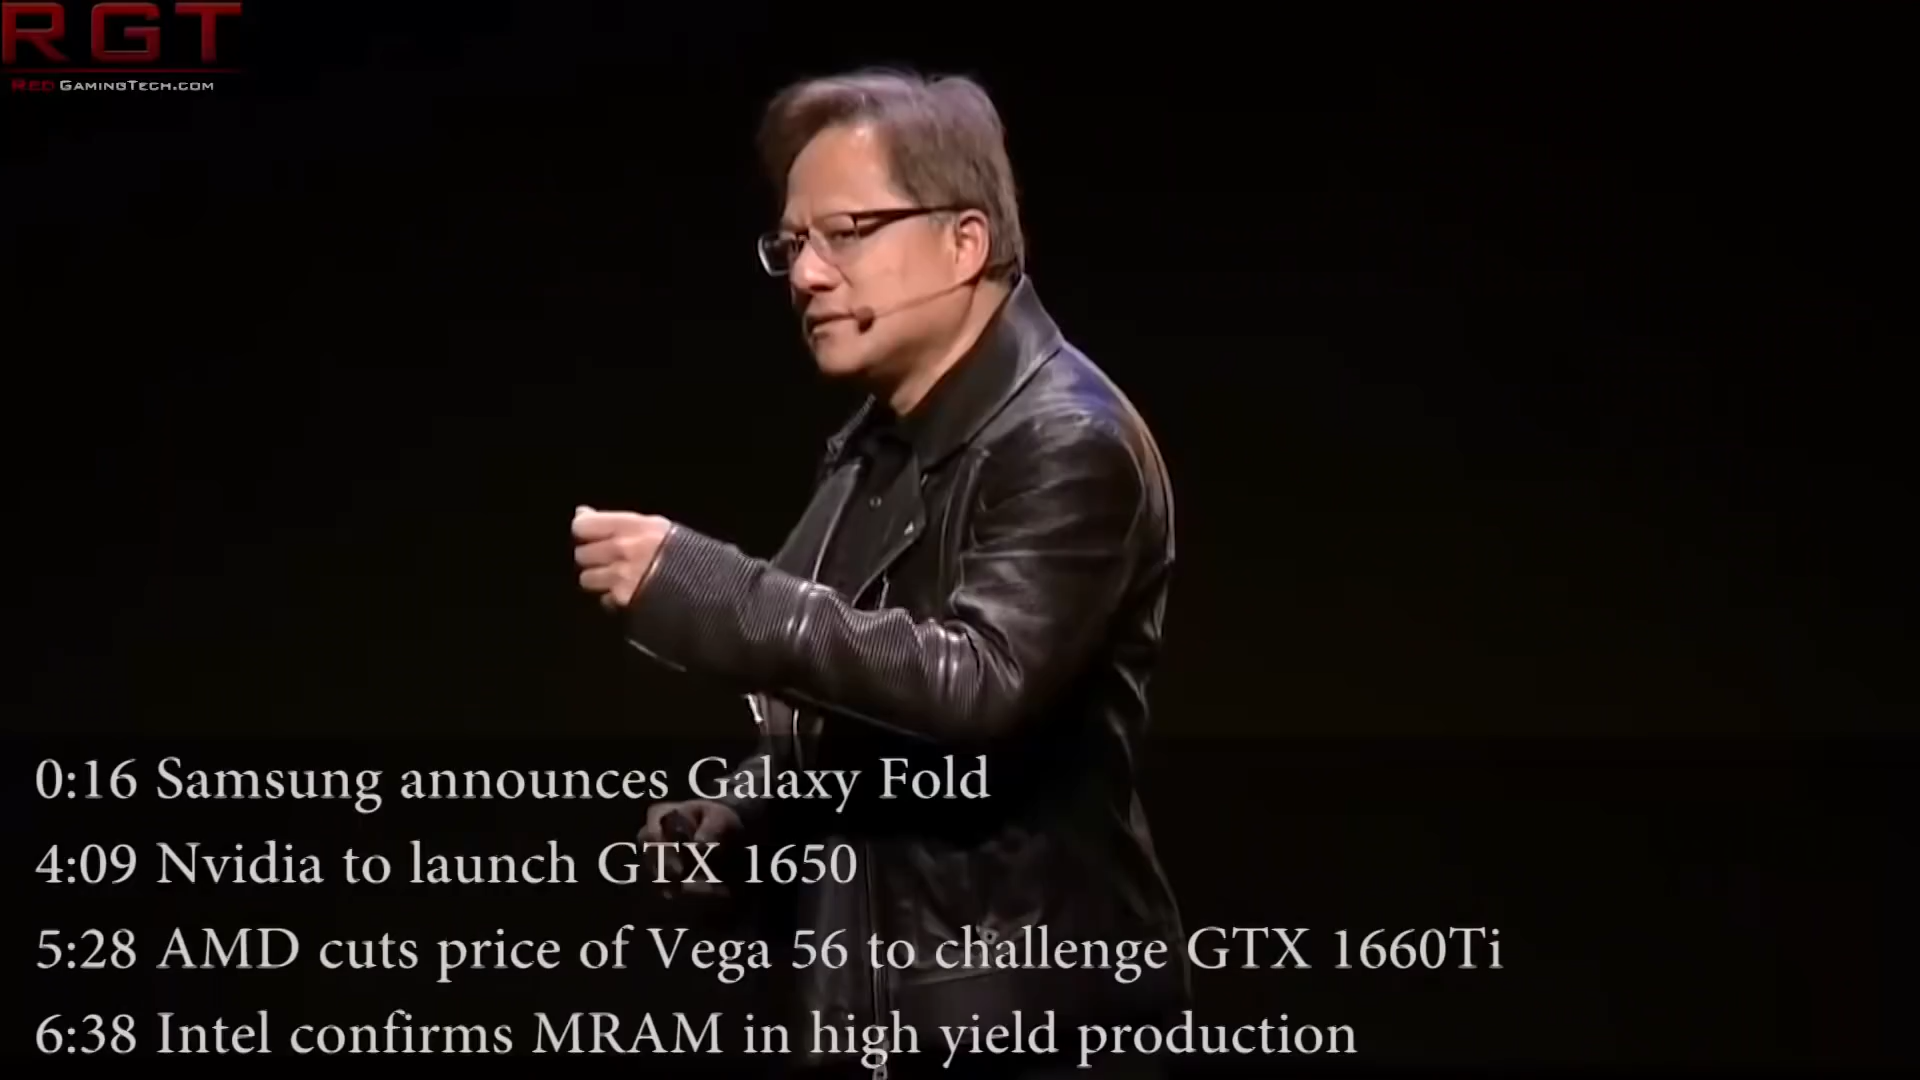 RGT
RedGamingTech.com
0:16 Samsung announces Galaxy Fold
4:09 Nvidia to launch GTX 1650
5:28 AMD cuts price of Vega 56 to challenge GTX 1660Ti
6:38 Intel confirms MRAM in high yield production